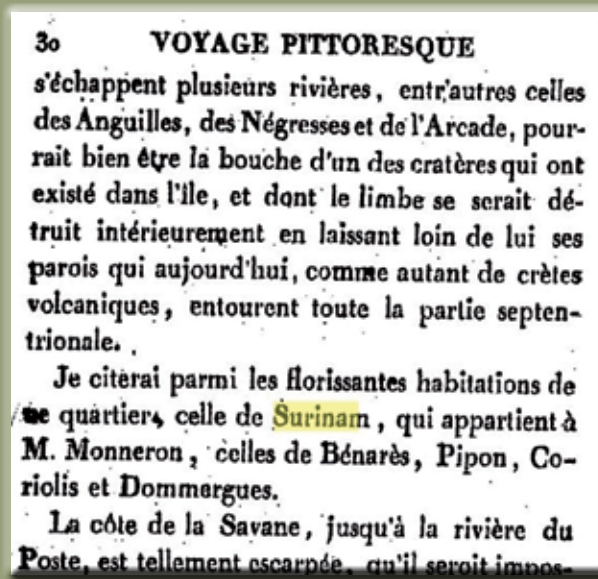 30 VOYAGE PITTORESQUE
s'échappent plusieurs rivières, entr'autres celles
des Anguilles, des Négresses et de l'Arcade, pour-
rait bien être la bouche d'un des cratères qui ont
existé dans l'île, et dont le limbe se serait dé-
truit intérieurement en laissant loin de lui ses
parois qui aujourd'hui, comme autant de crètes
volcaniques, entourent toute la partie septen-
trionale.
Je citerai parmi les florissantes habitations de
quartier, celle de Surinam, qui appartient à
M. Monneron, celles de Bénarès, Pipon, Co-
riolis et Dommergues.
La côte de la Savane, jusqu'à la rivière du
Poste, est tellement escarpée, qu'il seroit impos-